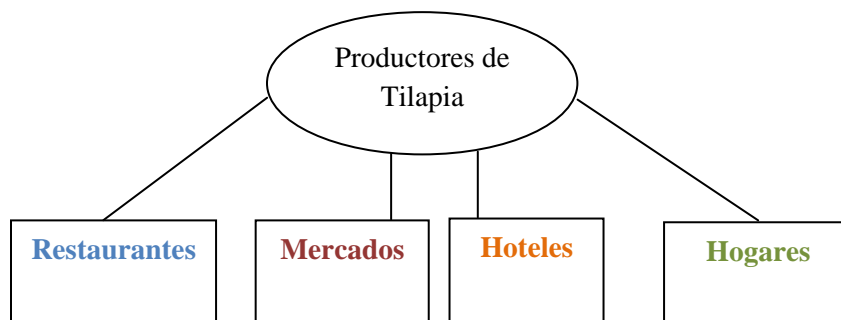 Productores de
Tilapia
Restaurantes
Mercados
Hoteles
Hogares